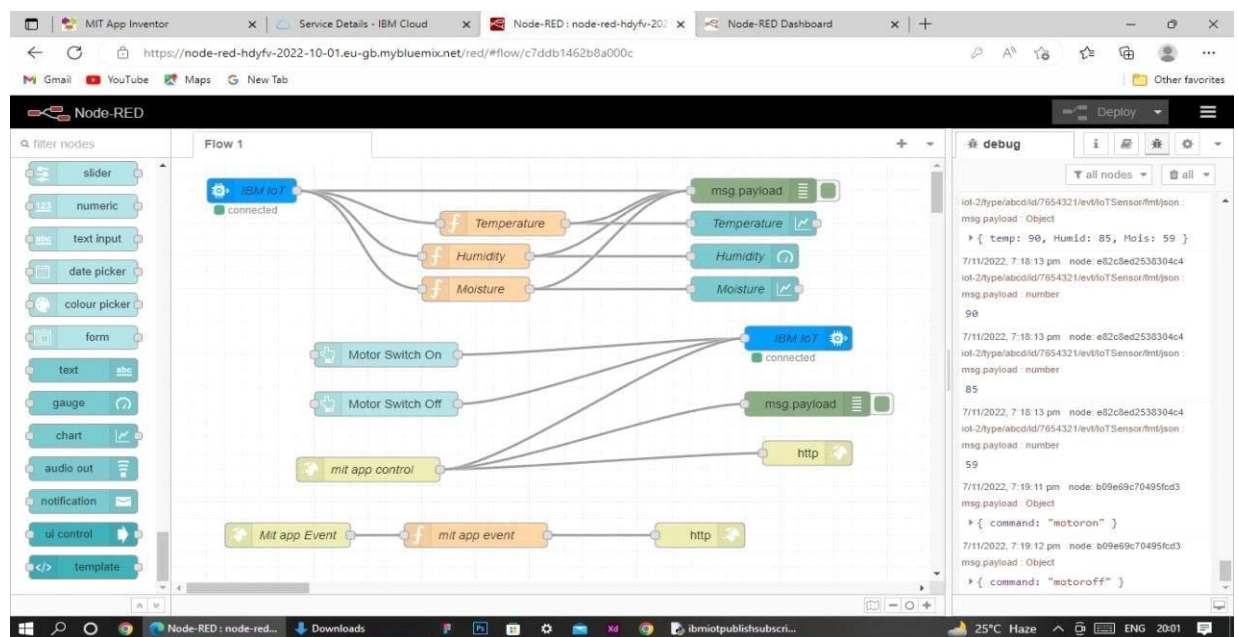 MIT App Inventor
Service Details - IBM Cloud
Node-RED : node-red-hdyfv-202
Node-RED Dashboard
https://node-red-hdyfv-2022-10-01.eu-gb.mybluemix.net/red/#flow/c7ddb1462b8a000c
Gmail YouTube Maps New Tab Other favorites
Node-RED
Deploy
filter nodes
Flow 1
debug
all nodes
all
slider
numeric
text input
date picker
colour picker
form
text
gauge
chart
audio out
notification
ui control
template
IBM IoT
connected
msg.payload
Temperature
Temperature
Humidity
Humidity
Moisture
Moisture
Motor Switch On
IBM IoT
connected
Motor Switch Off
msg.payload
http
mit app control
Mit app Event
mit app event
http
iot-2/type/abcd/id/7654321/evt/IoTSensor/fmt/json :
msg.payload : Object
{ temp: 90, Humid: 85, Mois: 59 }
7/11/2022, 7:18:13 pm node: e82c8ed2538304c4
iot-2/type/abcd/id/7654321/evt/IoTSensor/fmt/json :
msg.payload : number
90
7/11/2022, 7:18:13 pm node: e82c8ed2538304c4
iot-2/type/abcd/id/7654321/evt/IoTSensor/fmt/json :
msg.payload : number
85
7/11/2022, 7:18:13 pm node: e82c8ed2538304c4
iot-2/type/abcd/id/7654321/evt/IoTSensor/fmt/json :
msg.payload : number
59
7/11/2022, 7:19:11 pm node: b09e69c70495fcd3
msg.payload : Object
{ command: "motoron" }
7/11/2022, 7:19:12 pm node: b09e69c70495fcd3
msg.payload : Object
{ command: "motoroff" }
Node-RED : node-red... Downloads ibmiotpublishsubscri... 25°C Haze ENG 20:01